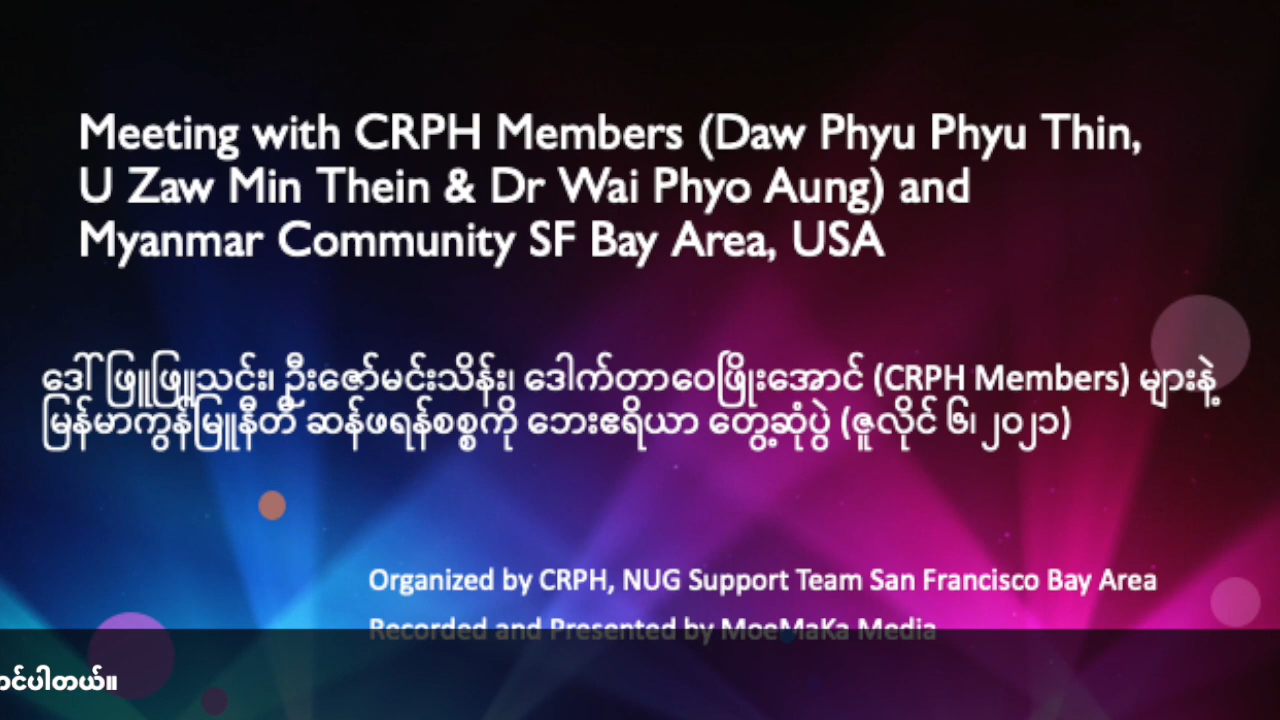 Meeting with CRPH Members (Daw Phyu Phyu Thin,
U Zaw Min Thein & Dr Wai Phyo Aung) and
Myanmar Community SF Bay Area, USA
ဒေါ်ဖြူဖြူသင်း၊ ဦးဇော်မင်းသိန်း၊ ဒေါက်တာဝေဖြိုးအောင် (CRPH Members) များနဲ့
မြန်မာကွန်မြူနီတီ ဆန်ဖရန်စစ္စကို ဘေးဧရိယာ တွေ့ဆုံပွဲ (ဇူလိုင် ၆၊ ၂၀၂၁)
Organized by CRPH, NUG Support Team San Francisco Bay Area
Recorded and Presented by MoeMaKa Media